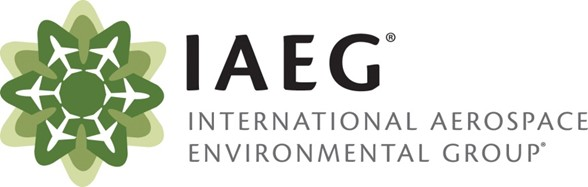 IAEG®
INTERNATIONAL AEROSPACE
ENVIRONMENTAL GROUP®